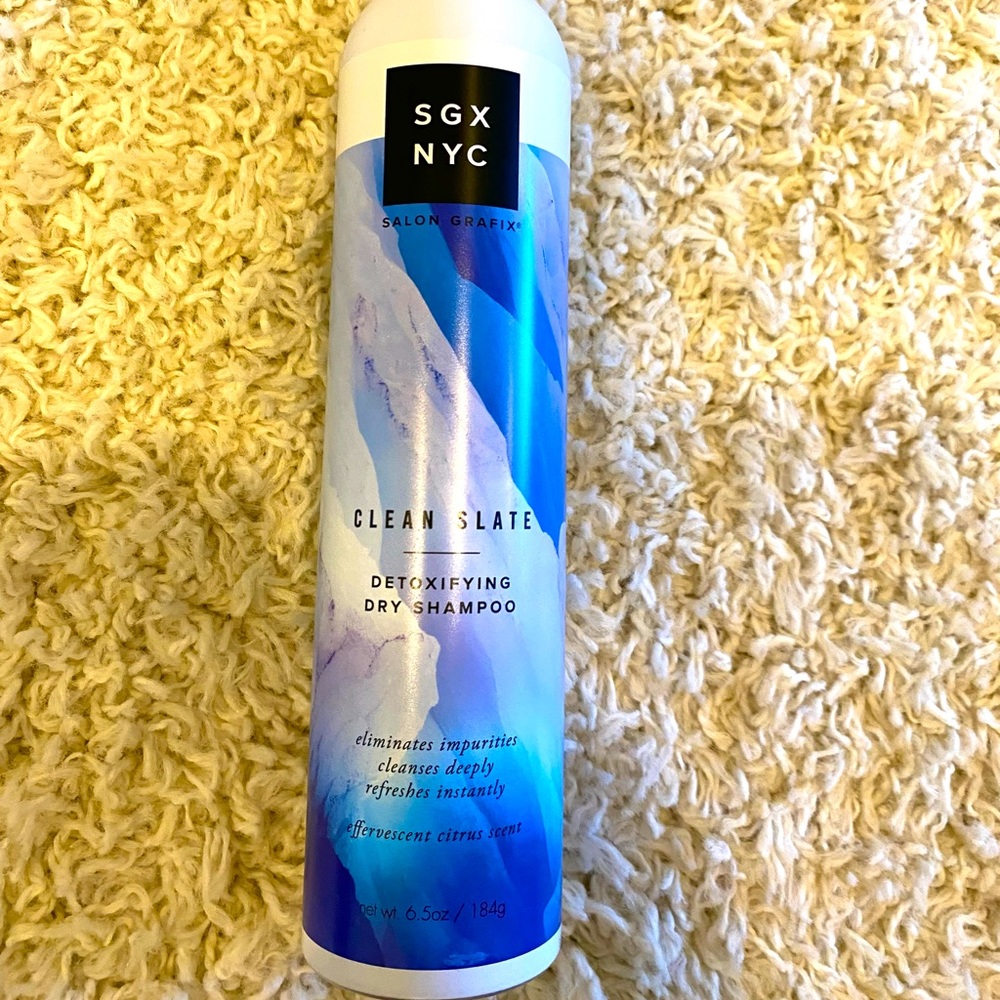 SGX
NYC
SALON GRAFIX®
CLEAN SLATE
DETOXIFYING
DRY SHAMPOO
eliminates impurities
cleanses deeply
refreshes instantly
effervescent citrus scent
net wt. 6.5oz / 184g